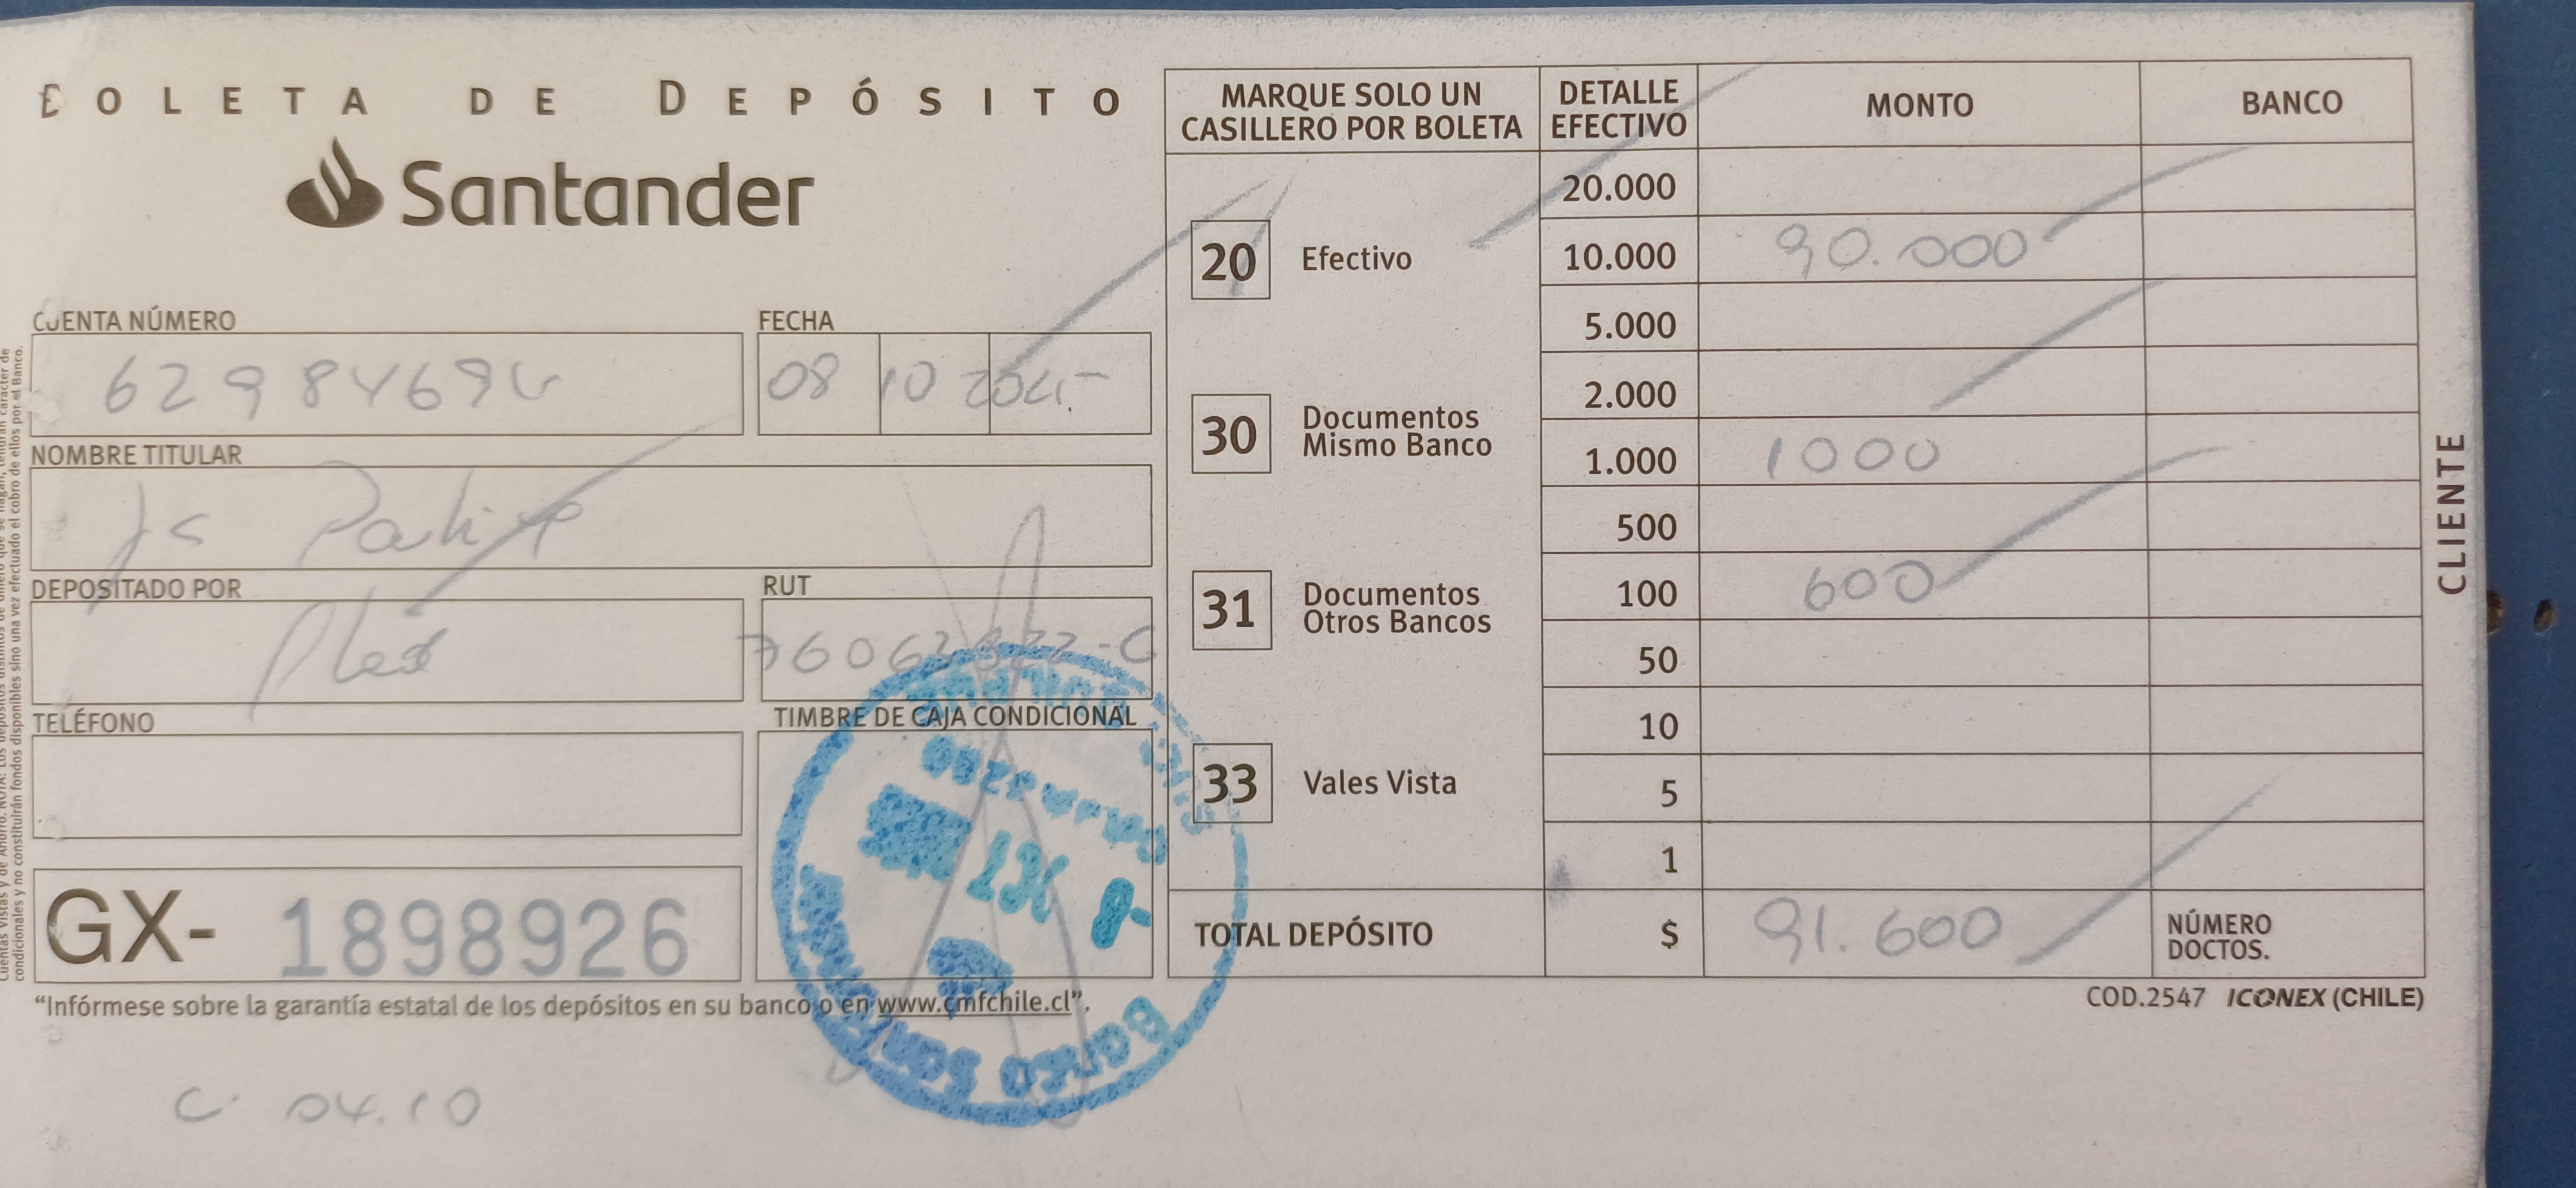 BOLETA DE DEPÓSITO
Santander
CUENTA NÚMERO
FECHA
08 10
NOMBRE TITULAR
DEPOSITADO POR
RUT
TELÉFONO
TIMBRE DE CAJA CONDICIONAL
GX- 1898926
"Infórmese sobre la garantía estatal de los depósitos en su banco o en www.cmfchile.cl".
C. 04.10
MARQUE SOLO UN
CASILLERO POR BOLETA
20 Efectivo
30 Documentos
Mismo Banco
31 Documentos
Otros Bancos
33 Vales Vista
DETALLE
EFECTIVO
MONTO
BANCO
20.000
10.000 90.000
5.000
2.000
1.000 1000
500
100 600
50
10
5
1
TOTAL DEPÓSITO $ 91.600
NÚMERO
DOCTOS.
COD.2547 ICONEX (CHILE)
CLIENTE